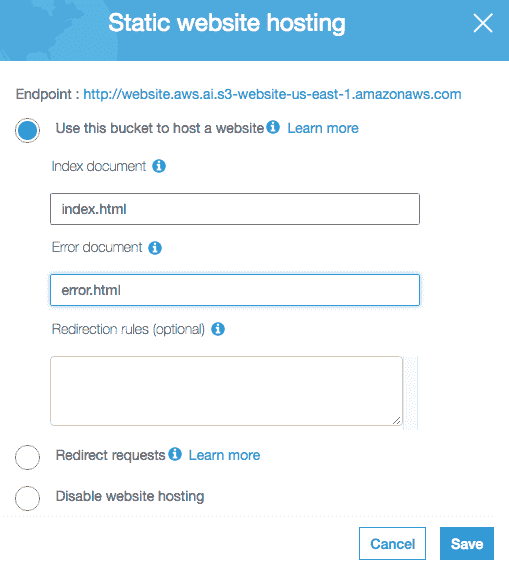 Static website hosting
Endpoint : http://website.aws.ai.s3-website-us-east-1.amazonaws.com
Use this bucket to host a website Learn more
Index document
index.html
Error document
error.html
Redirection rules (optional)
Redirect requests Learn more
Disable website hosting
Cancel Save